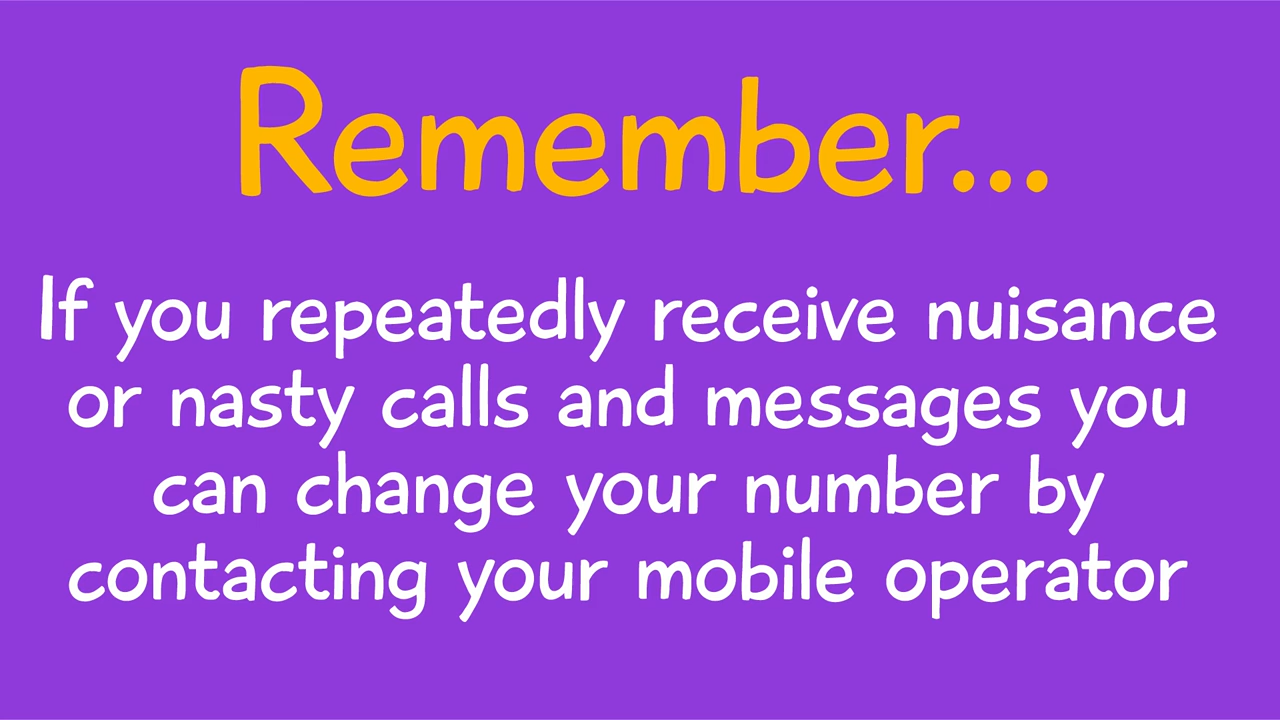 Remember...
If you repeatedly receive nuisance
or nasty calls and messages you
can change your number by
contacting your mobile operator